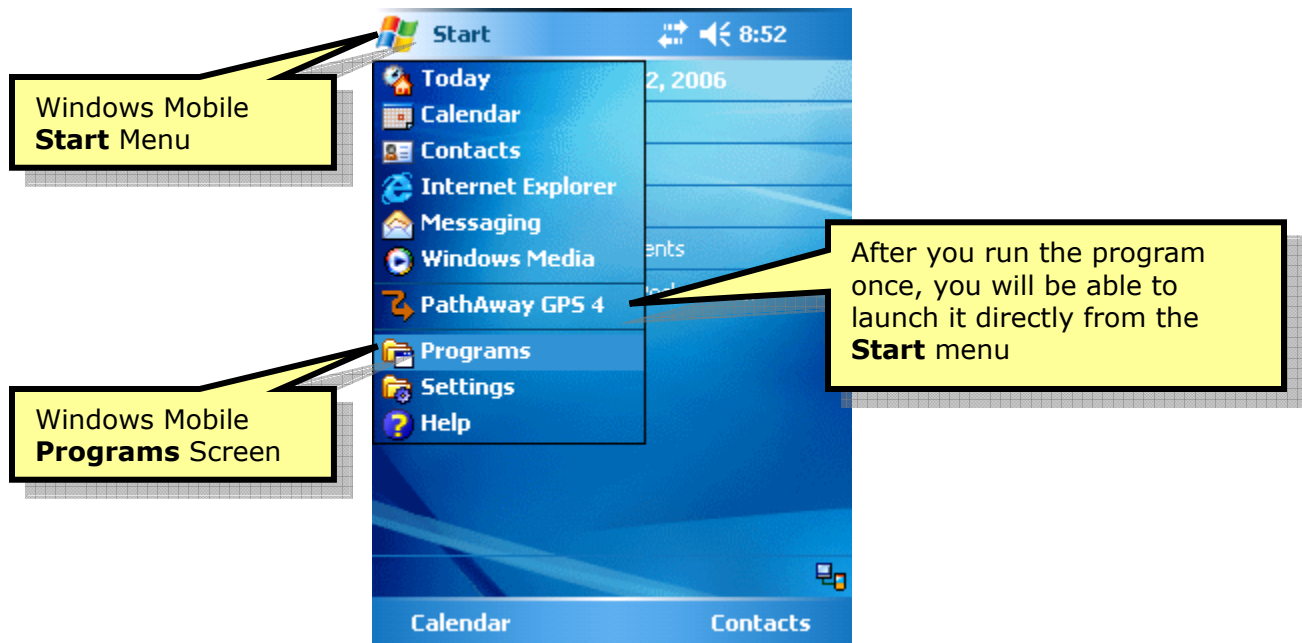 Start 8:52
Windows Mobile
Start Menu
Today 2, 2006
Calendar
Contacts
Internet Explorer
Messaging
Windows Media ents
PathAway GPS 4
After you run the program
once, you will be able to
launch it directly from the
Start menu
Programs
Settings
Help
Windows Mobile
Programs Screen
Calendar Contacts